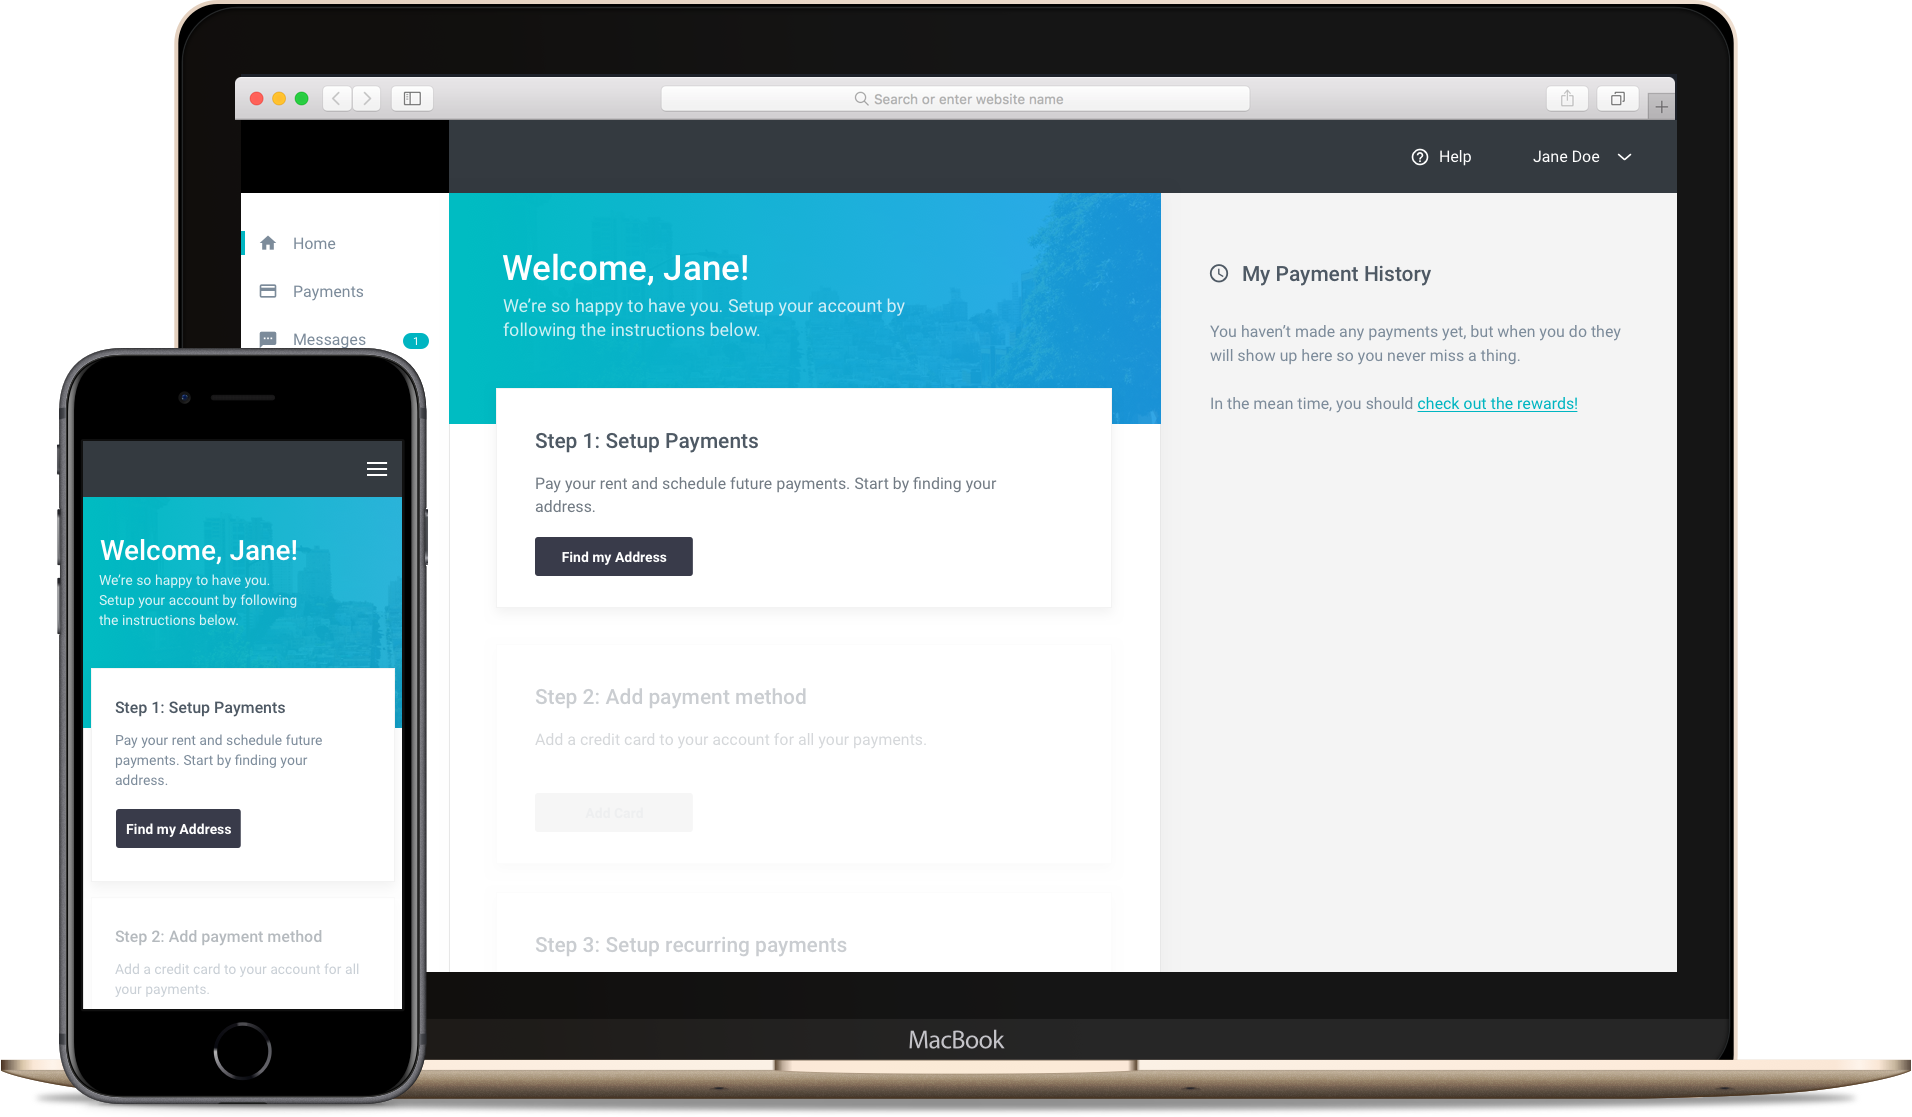 Search or enter website name
Help
Jane Doe
Home
Payments
Messages
1
Welcome, Jane!
We’re so happy to have you. Setup your account by
following the instructions below.
Step 1: Setup Payments
Pay your rent and schedule future payments. Start by finding your
address.
Find my Address
Step 2: Add payment method
Add a credit card to your account for all your payments.
Add Card
Step 3: Setup recurring payments
My Payment History
You haven’t made any payments yet, but when you do they
will show up here so you never miss a thing.
In the mean time, you should check out the rewards!
MacBook
Welcome, Jane!
We’re so happy to have you.
Setup your account by following
the instructions below.
Step 1: Setup Payments
Pay your rent and schedule future
payments. Start by finding your
address.
Find my Address
Step 2: Add payment method
Add a credit card to your account for all
your payments.